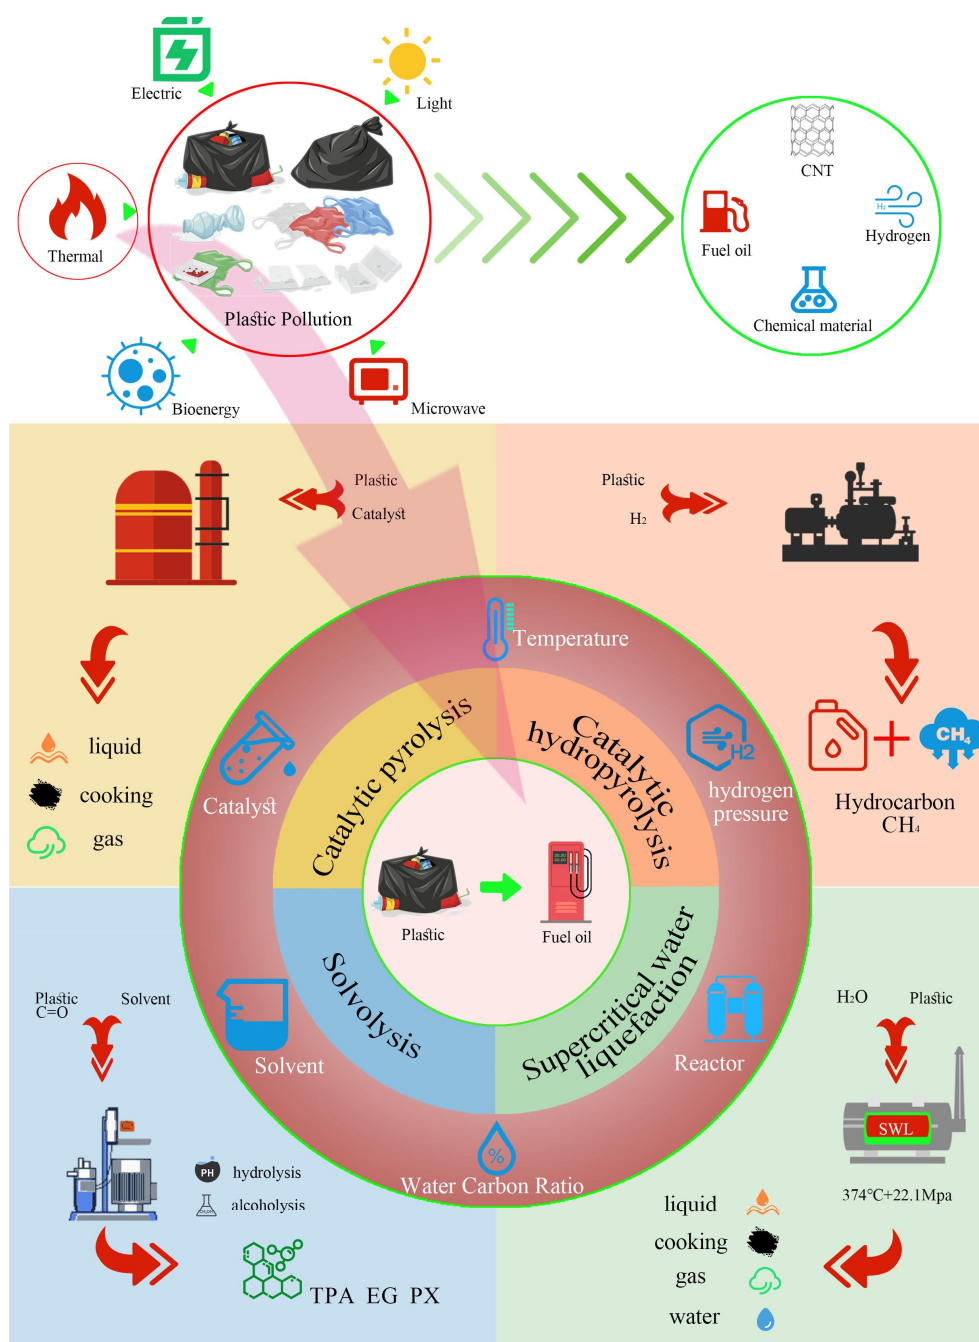 Electric
Light
Thermal
Plastic Pollution
Bioenergy
Microwave
CNT
Fuel oil
H₂
Hydrogen
Chemical material
Plastic
Catalyst
liquid
cooking
gas
Plastic
H₂
CH₄
Hydrocarbon
CH₄
Temperature
Catalyst
H2
hydrogen
pressure
Catalytic pyrolysis
Catalytic
hydropyrolysis
Plastic
Fuel oil
Solvolysis
Supercritical water
liquefaction
Solvent
Reactor
%
Water Carbon Ratio
Plastic
C=O
Solvent
PH
hydrolysis
alcoholysis
TPA EG PX
H₂O
Plastic
SWL
374℃+22.1Mpa
liquid
cooking
gas
water